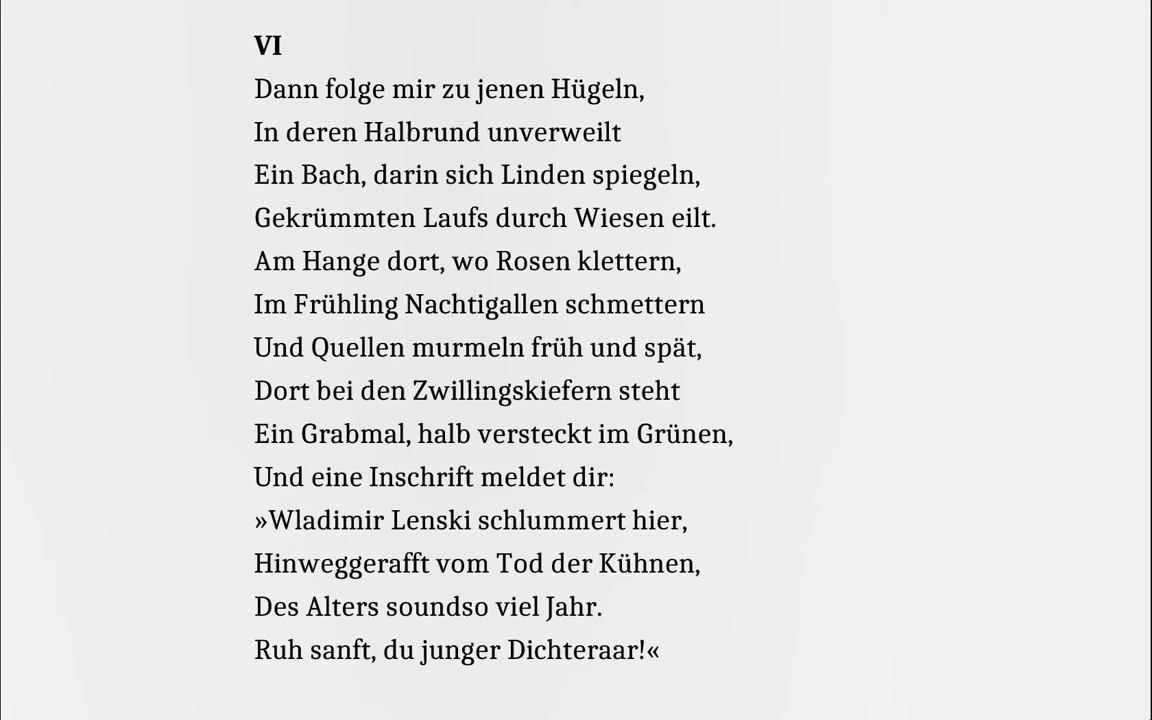 VI
Dann folge mir zu jenen Hügeln,
In deren Halbrund unverweilt
Ein Bach, darin sich Linden spiegeln,
Gekrümmten Laufs durch Wiesen eilt.
Am Hange dort, wo Rosen klettern,
Im Frühling Nachtigallen schmettern
Und Quellen murmeln früh und spät,
Dort bei den Zwillingskiefern steht
Ein Grabmal, halb versteckt im Grünen,
Und eine Inschrift meldet dir:
»Wladimir Lenski schlummert hier,
Hinweggerafft vom Tod der Kühnen,
Des Alters soundso viel Jahr.
Ruh sanft, du junger Dichteraar!«